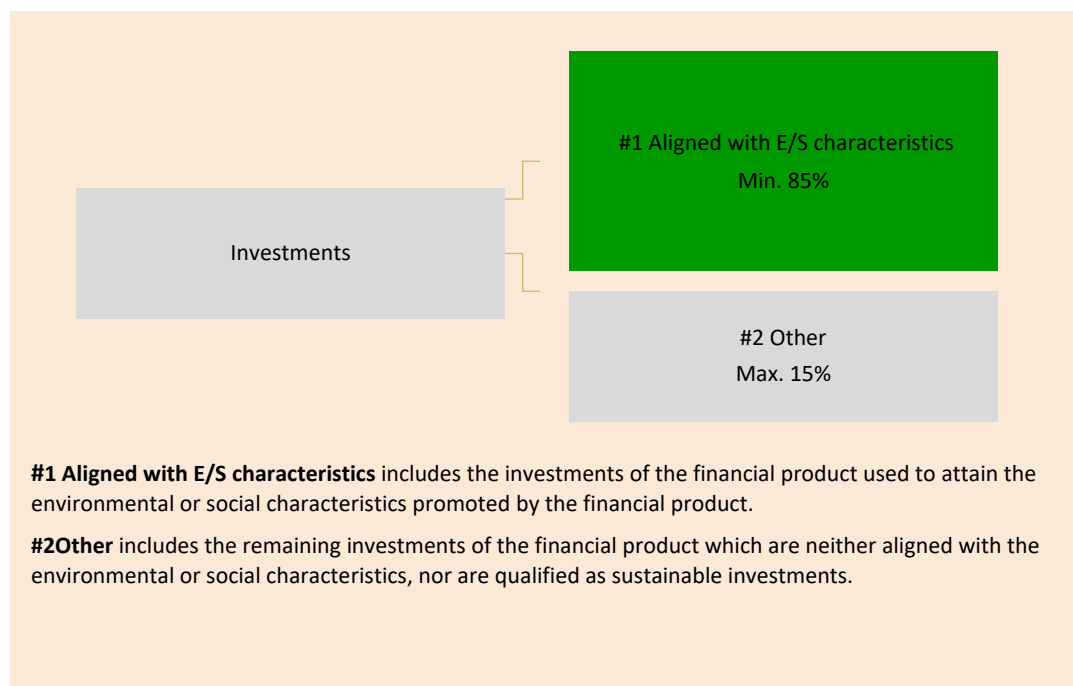 #1 Aligned with E/S characteristics
Min. 85%
Investments
#2 Other
Max. 15%
#1 Aligned with E/S characteristics includes the investments of the financial product used to attain the
environmental or social characteristics promoted by the financial product.
#2Other includes the remaining investments of the financial product which are neither aligned with the
environmental or social characteristics, nor are qualified as sustainable investments.